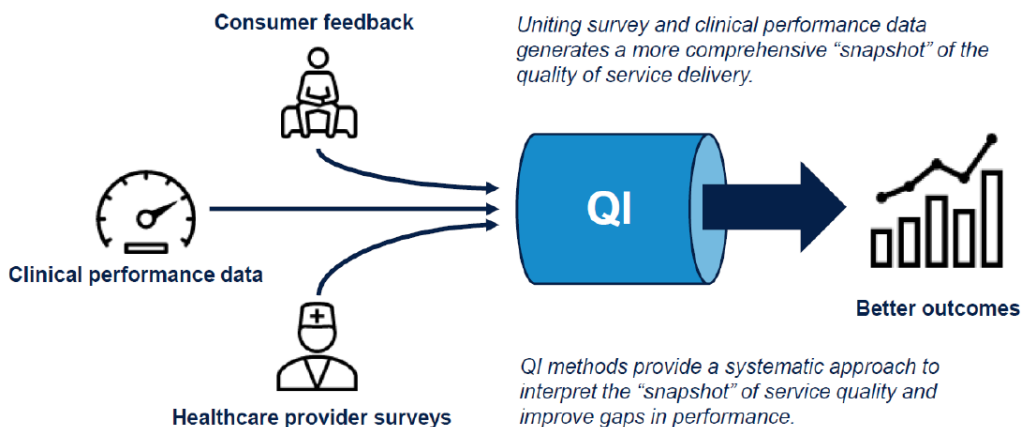 Consumer feedback
Uniting survey and clinical performance data
generates a more comprehensive “snapshot” of the
quality of service delivery.
QI
Clinical performance data
Better outcomes
Healthcare provider surveys
QI methods provide a systematic approach to
interpret the “snapshot” of service quality and
improve gaps in performance.